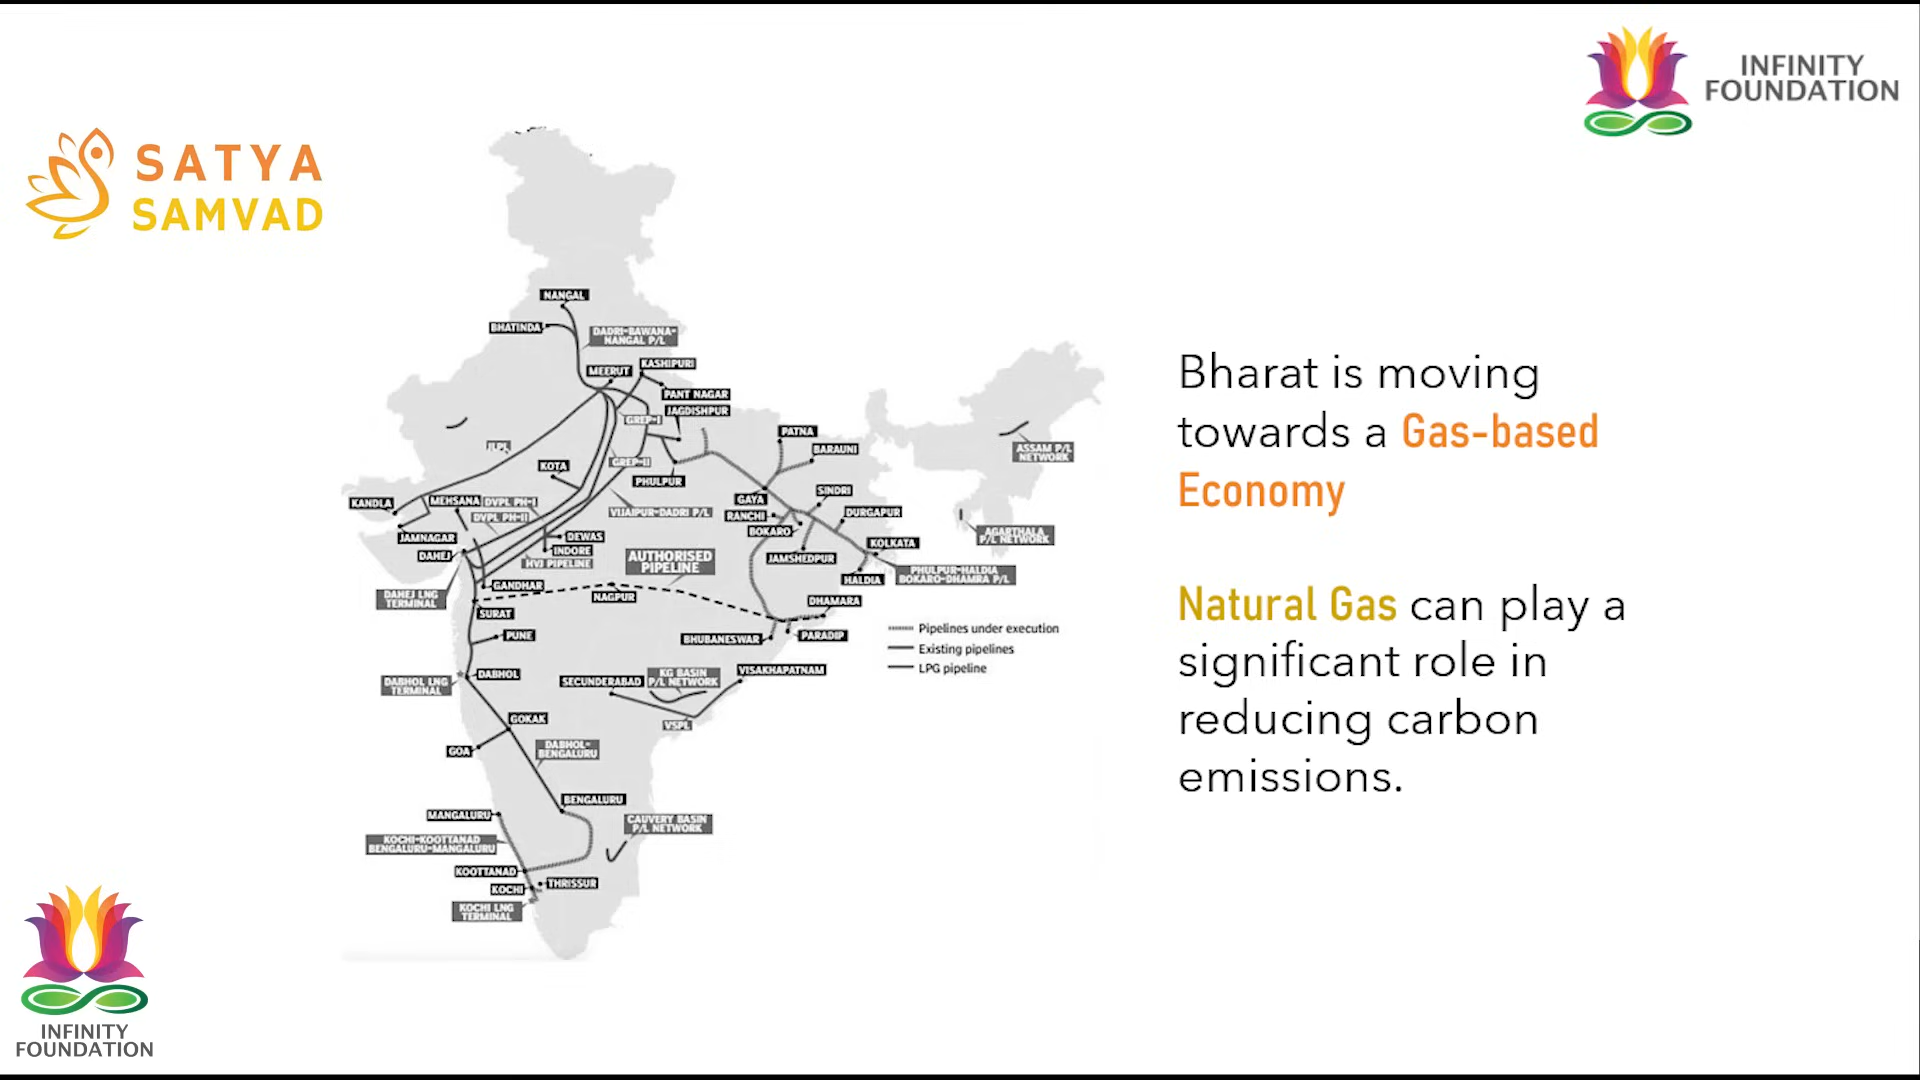 INFINITY
FOUNDATION
SATYA
SAMVAD
NANGAL
BHATINDA
DADRI-BAWANA-
NANGAL P/L
KASHIPURI
MEERUT
PANT NAGAR
JAGDISHPUR
GREP-I
PATNA
BARAUNI
ASSAM P/L
NETWORK
JLPL
KOTA
GREP-II
PHULPUR
SINDRI
KANDLA
MEHSANA
DVPL PH-I
GAYA
VIJAIPUR-DADRI P/L
RANCHI
DURGAPUR
DVPL PH-II
BOKARO
AGARTHALA
P/L NETWORK
JAMNAGAR
DEWAS
KOLKATA
DAHEJ
INDORE
AUTHORISED
PIPELINE
JAMSHEDPUR
HVJ PIPELINE
PHULPUR-HALDIA
BOKARO-DHAMRA P/L
HALDIA
GANDHAR
DAHEJ LNG
TERMINAL
NAGPUR
DHAMARA
SURAT
PUNE
BHUBANESWAR
PARADIP
Pipelines under execution
Existing pipelines
LPG pipeline
DABHOL
DABHOL LNG
TERMINAL
SECUNDERABAD
KG BASIN
P/L NETWORK
VISAKHAPATNAM
VSPL
GOKAK
GOA
DABHOL-
BENGALURU
BENGALURU
MANGALURU
CAUVERY BASIN
P/L NETWORK
KOCHI-KOOTTANAD
BENGALURU-MANGALURU
KOOTTANAD
THRISSUR
KOCHI
KOCHI LNG
TERMINAL
Bharat is moving
towards a Gas-based
Economy
Natural Gas can play a
significant role in
reducing carbon
emissions.
INFINITY
FOUNDATION